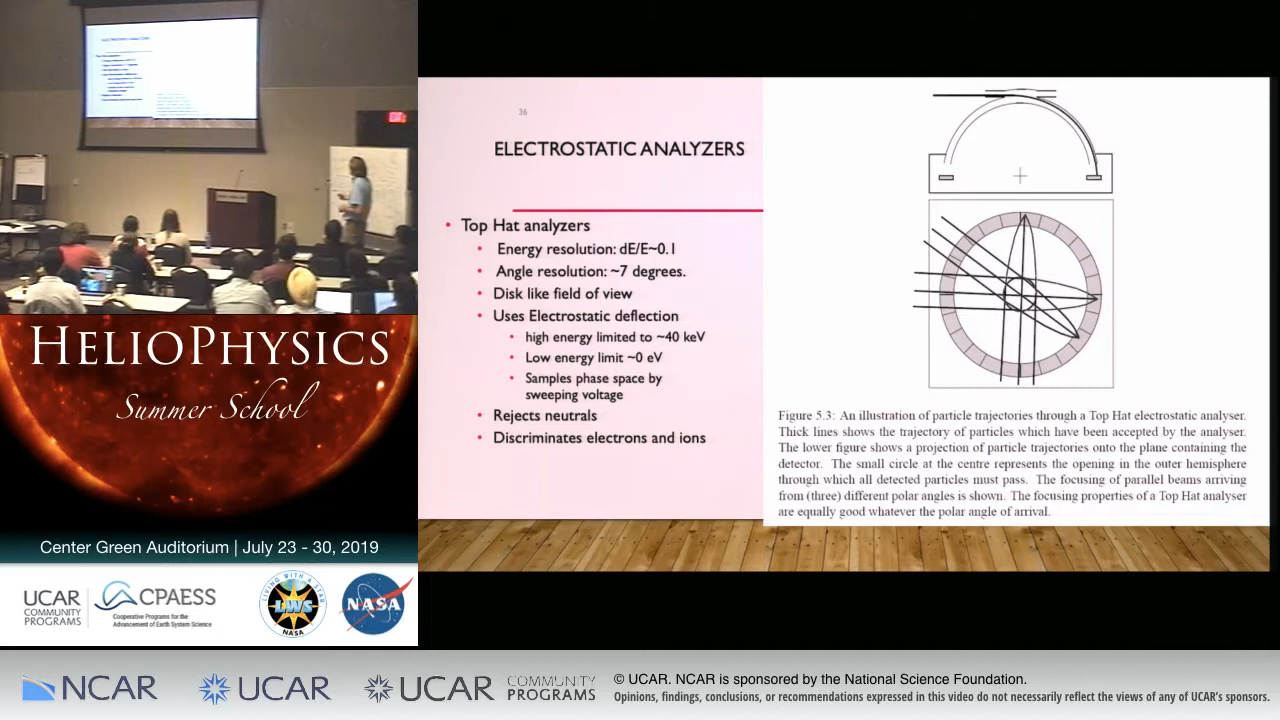 36
ELECTROSTATIC ANALYZERS
• Top Hat analyzers
• Energy resolution: dE/E~0.1
• Angle resolution: ~7 degrees.
• Disk like field of view
• Uses Electrostatic deflection
• high energy limited to ~40 keV
• Low energy limit ~0 eV
• Samples phase space by
sweeping voltage
• Rejects neutrals
• Discriminates electrons and ions
Figure 5.3: An illustration of particle trajectories through a Top Hat electrostatic analyser.
Thick lines shows the trajectory of particles which have been accepted by the analyser.
The lower figure shows a projection of particle trajectories onto the plane containing the
detector. The small circle at the centre represents the opening in the outer hemisphere
through which all detected particles must pass. The focusing of parallel beams arriving
from (three) different polar angles is shown. The focusing properties of a Top Hat analyser
are equally good whatever the polar angle of arrival.
HELIOPHYSICS
Summer School
Center Green Auditorium | July 23 - 30, 2019
UCAR
COMMUNITY
PROGRAMS
CPAESS
Cooperative Programs for the
Advancement of Earth System Science
LIVING WITH A STAR
LWS
NASA
NASA
NCAR
UCAR
UCAR
COMMUNITY
PROGRAMS
© UCAR. NCAR is sponsored by the National Science Foundation.
Opinions, findings, conclusions, or recommendations expressed in this video do not necessarily reflect the views of any of UCAR's sponsors.